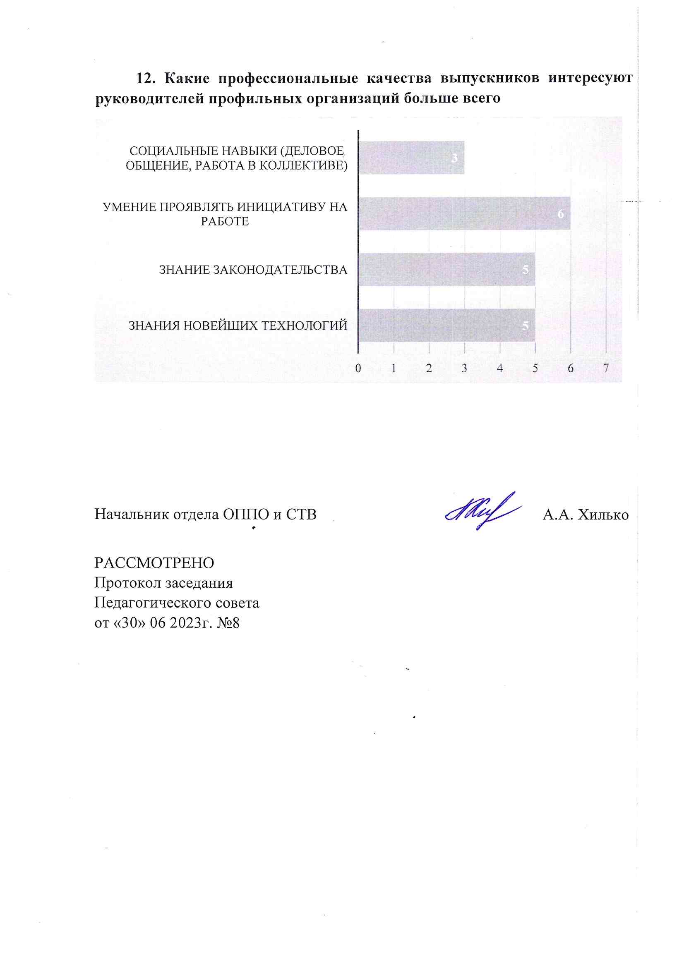 12. Какие профессиональные качества выпускников интересуют
руководителей профильных организаций больше всего
СОЦИАЛЬНЫЕ НАВЫКИ (ДЕЛОВОЕ
ОБЩЕНИЕ, РАБОТА В КОЛЛЕКТИВЕ)
3
УМЕНИЕ ПРОЯВЛЯТЬ ИНИЦИАТИВУ НА
РАБОТЕ
6
ЗНАНИЕ ЗАКОНОДАТЕЛЬСТВА
5
ЗНАНИЯ НОВЕЙШИХ ТЕХНОЛОГИЙ
5
0 1 2 3 4 5 6 7
Начальник отдела ОППО и СТВ А.А. Хилько
РАССМОТРЕНО
Протокол заседания
Педагогического совета
от «30» 06 2023г. №8